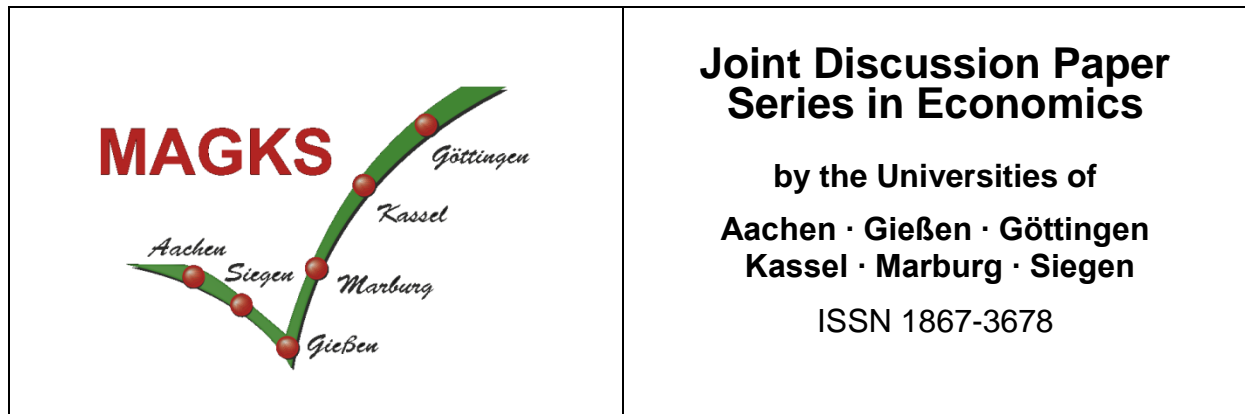 MAGKS
Göttingen
Kassel
Aachen
Siegen
Marburg
Gießen
Joint Discussion Paper
Series in Economics
by the Universities of
Aachen · Gießen · Göttingen
Kassel · Marburg · Siegen
ISSN 1867-3678